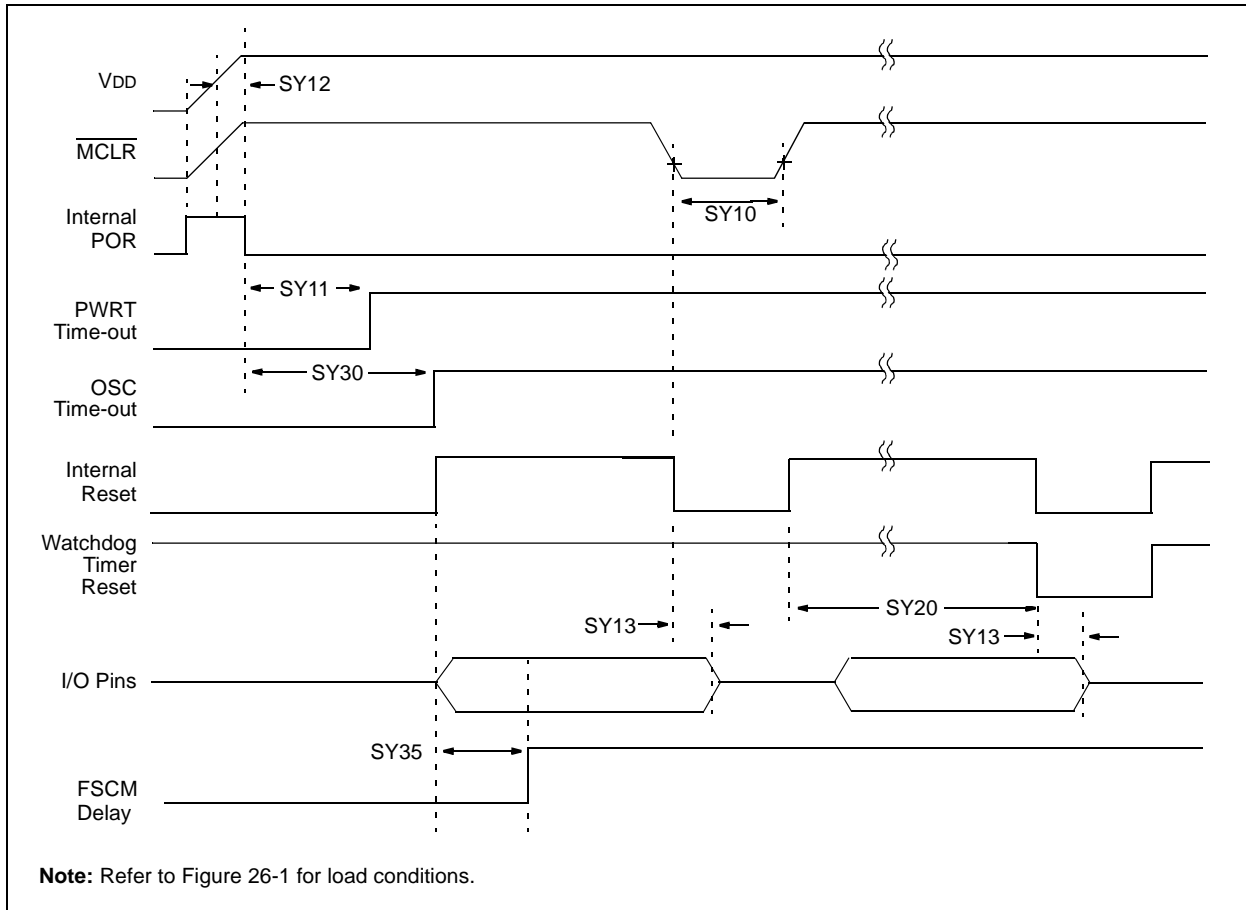 VDD
SY12
MCLR
SY10
Internal
POR
SY11
PWRT
Time-out
SY30
OSC
Time-out
Internal
Reset
Watchdog
Timer
Reset
SY20
SY13
SY13
I/O Pins
SY35
FSCM
Delay
Note: Refer to Figure 26-1 for load conditions.